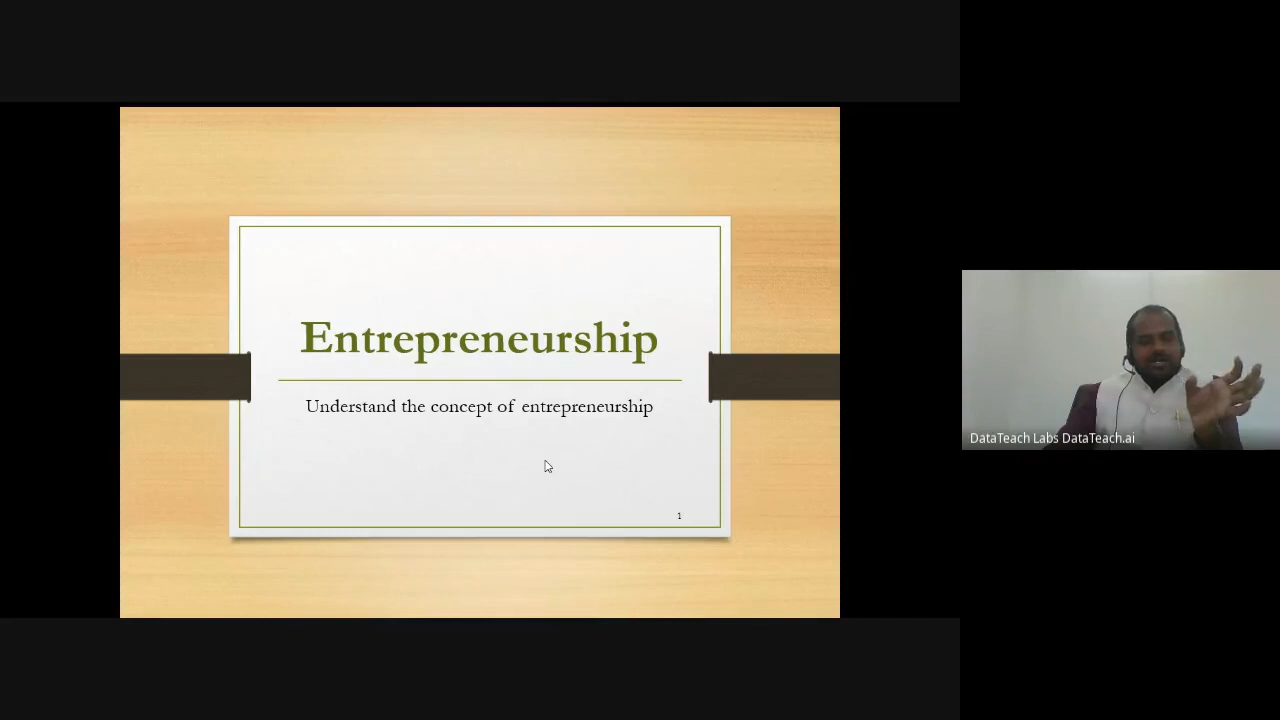 Entrepreneurship
Understand the concept of entrepreneurship
1
DataTeach Labs DataTeach.ai